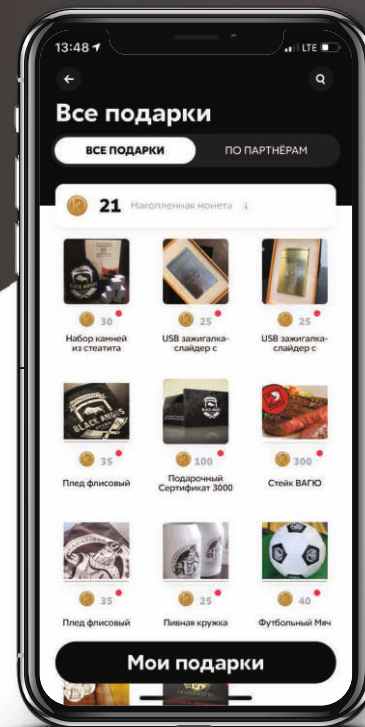 13:48
LTE
Все подарки
ВСЕ ПОДАРКИ
ПО ПАРТНЁРАМ
21 Накопленная монета i
30
25
25
Набор камней
из стеатита
USB зажигалка-
слайдер с
USB зажигалка-
слайдер с
BLACK ANGUS
35
100
300
Плед флисовый
Подарочный
Сертификат 3000
Стейк ВАГЮ
35
25
40
Плед флисовый
Пивная кружка
Футбольный Мяч
Мои подарки